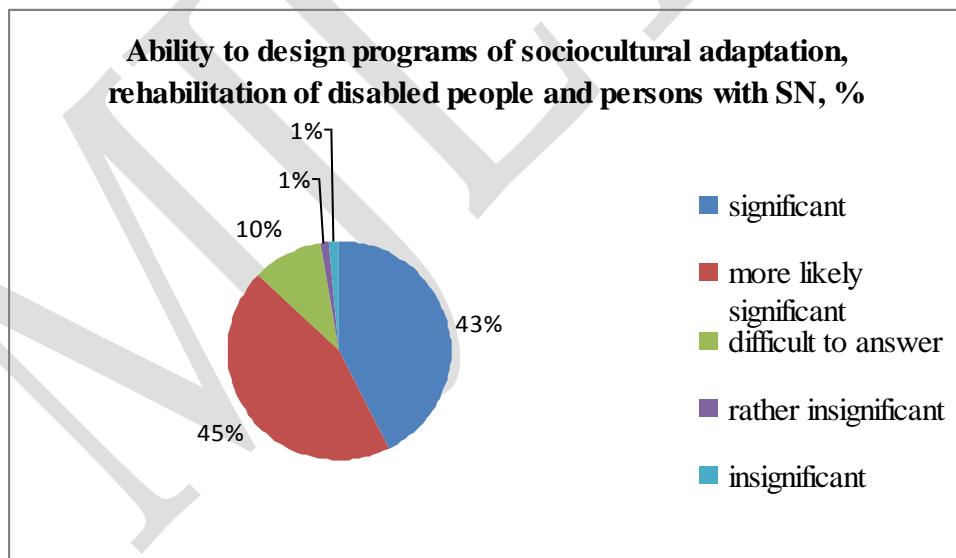 Ability to design programs of sociocultural adaptation,
rehabilitation of disabled people and persons with SN, %
1%
1%
10%
43%
45%
significant
more likely
significant
difficult to answer
rather insignificant
insignificant